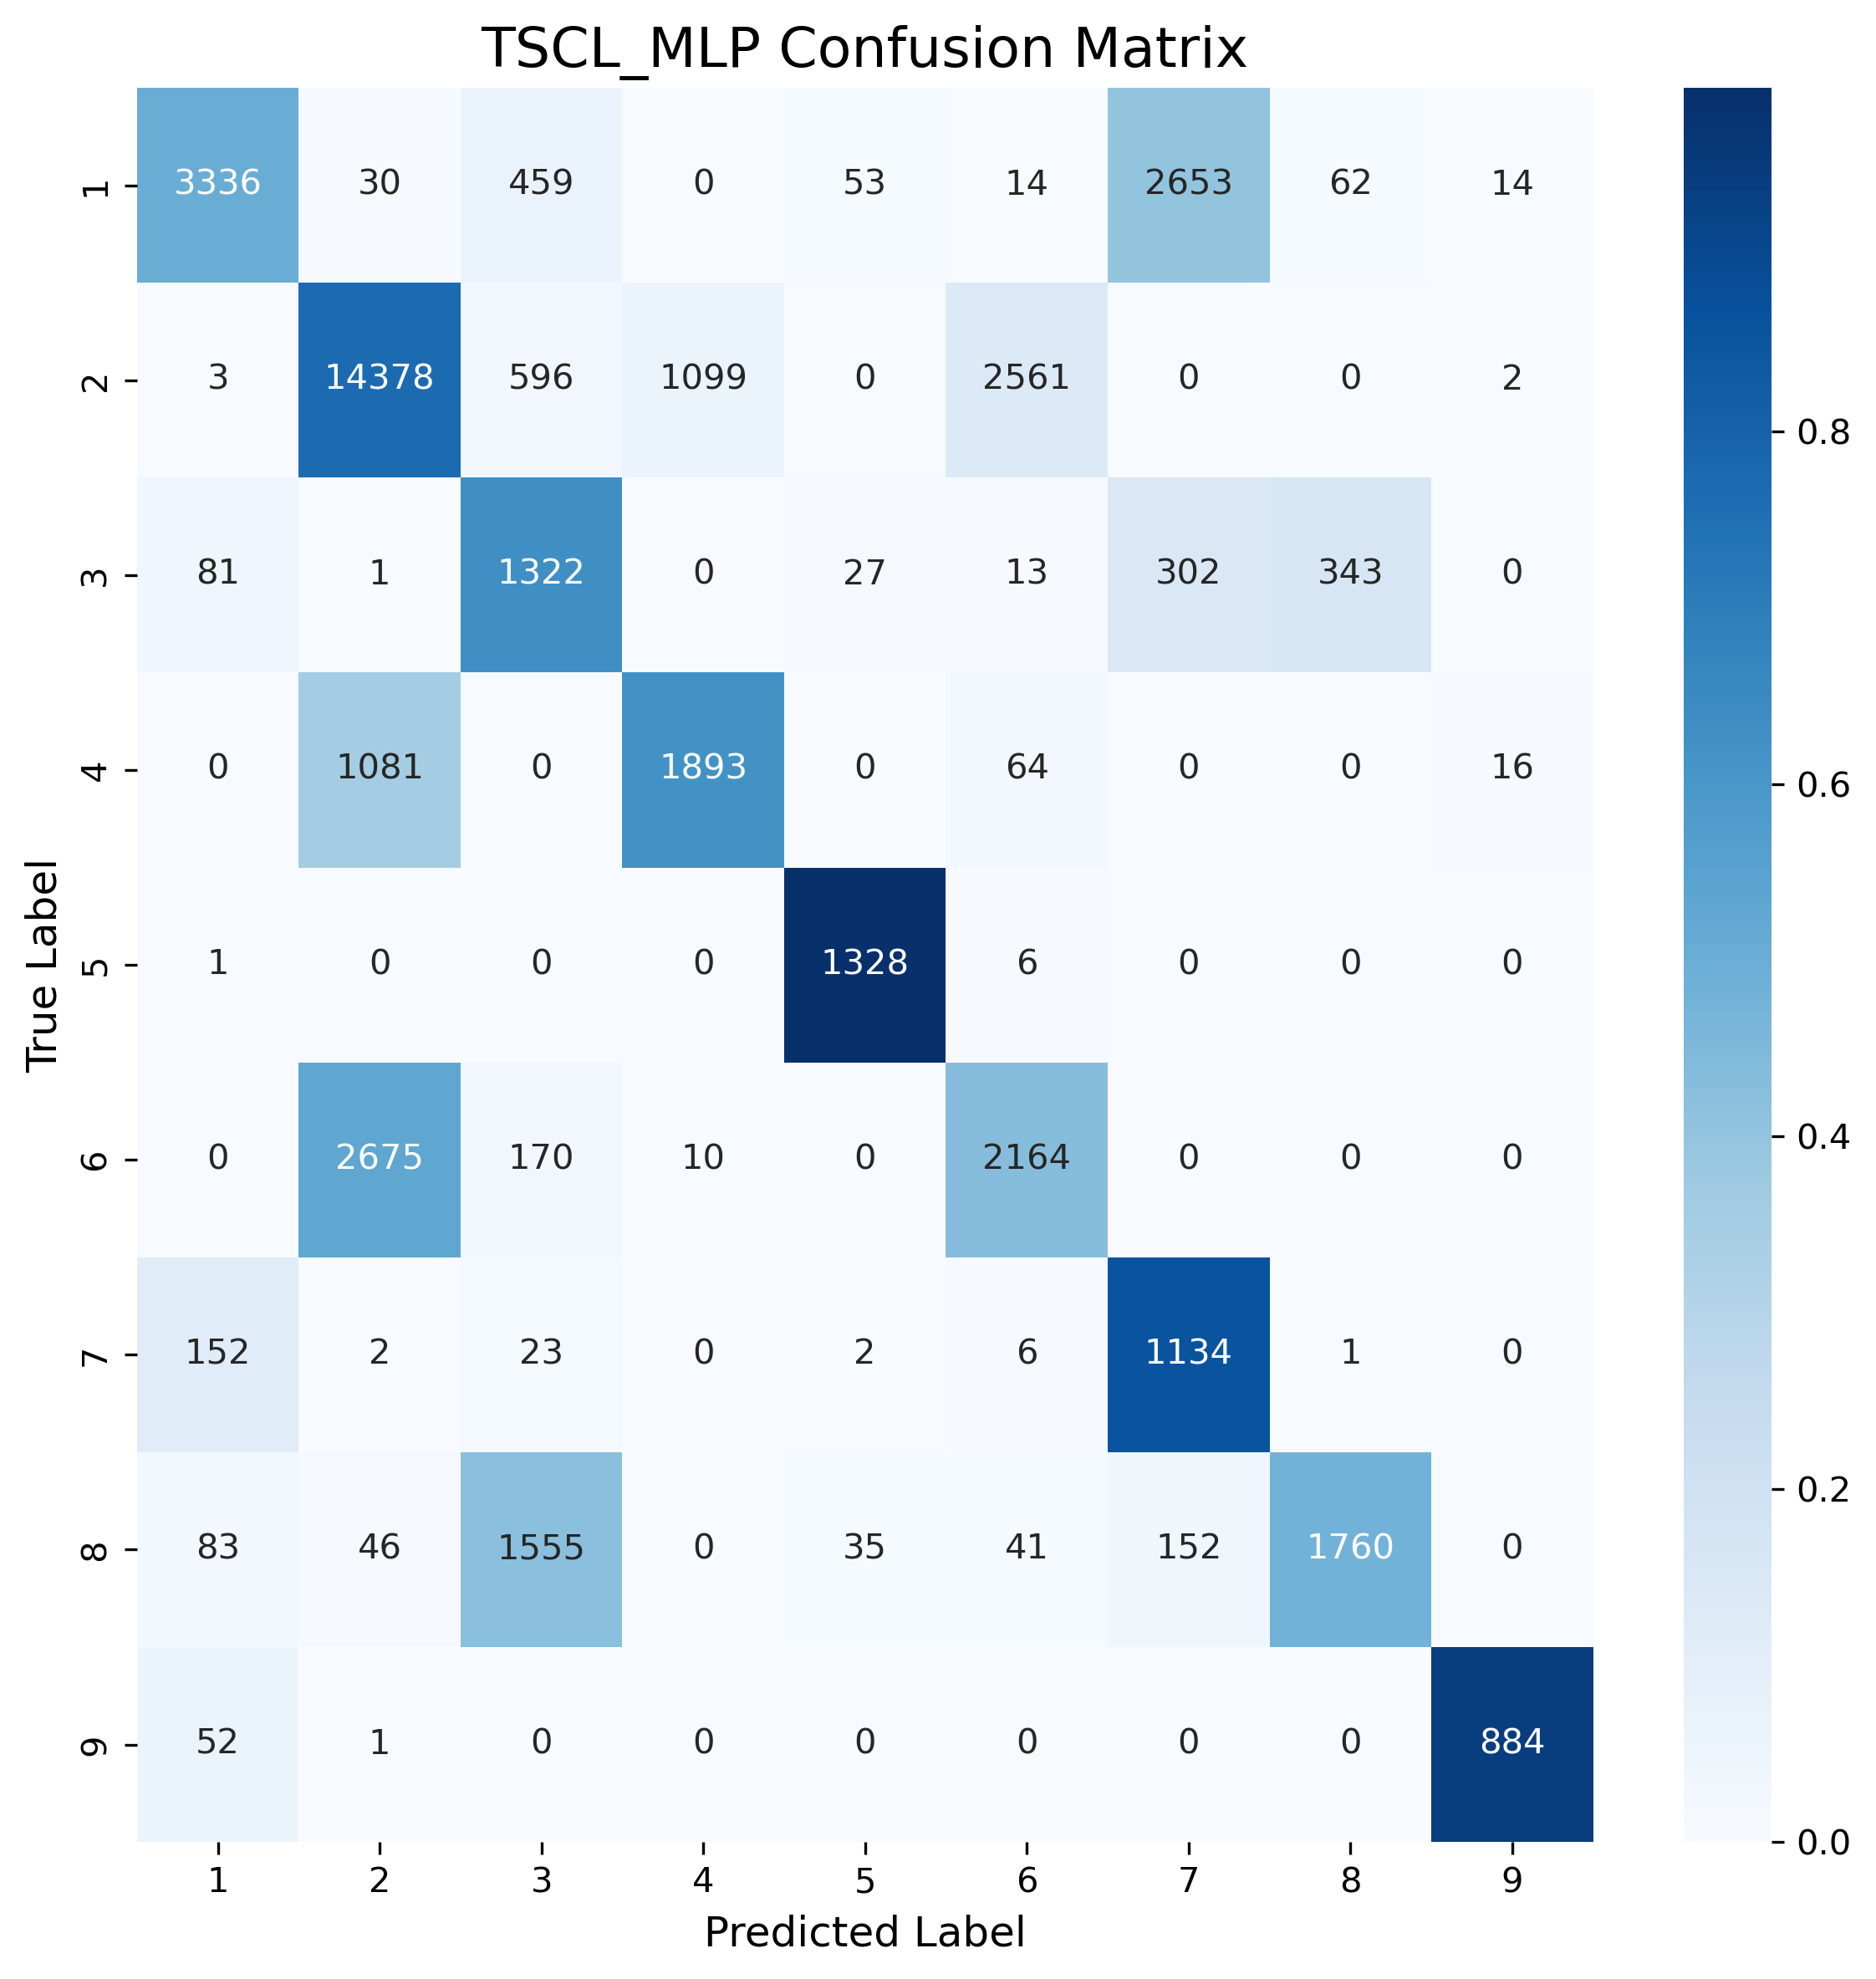 TSCL_MLP Confusion Matrix
1 3336 30 459 0 53 14 2653 62 14
2 3 14378 596 1099 0 2561 0 0 2
3 81 1 1322 0 27 13 302 343 0
4 0 1081 0 1893 0 64 0 0 16
5 1 0 0 0 1328 6 0 0 0
6 0 2675 170 10 0 2164 0 0 0
7 152 2 23 0 2 6 1134 1 0
8 83 46 1555 0 35 41 152 1760 0
9 52 1 0 0 0 0 0 0 884
1 2 3 4 5 6 7 8 9
Predicted Label
True Label
0.8
0.6
0.4
0.2
0.0